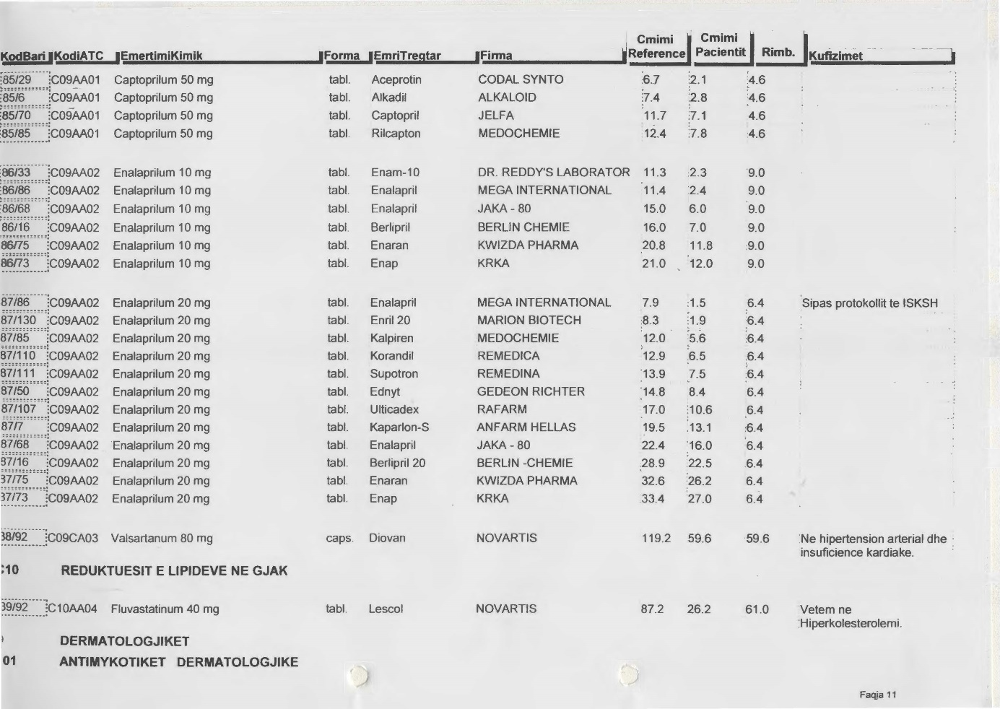 KodBari KodiATC EmertimiKimik Forma EmriTregtar Firma Cmimi Reference Cmimi Pacientit Rimb. Kufizimet
85/29 C09AA01 Captoprilum 50 mg tabl. Aceprotin CODAL SYNTO 6.7 2.1 4.6
85/6 C09AA01 Captoprilum 50 mg tabl. Alkadil ALKALOID 7.4 2.8 4.6
85/70 C09AA01 Captoprilum 50 mg tabl. Captopril JELFA 11.7 7.1 4.6
85/85 C09AA01 Captoprilum 50 mg tabl. Rilcapton MEDOCHEMIE 12.4 7.8 4.6
86/33 C09AA02 Enalaprilum 10 mg tabl. Enam-10 DR. REDDY'S LABORATOR 11.3 2.3 9.0
86/86 C09AA02 Enalaprilum 10 mg tabl. Enalapril MEGA INTERNATIONAL 11.4 2.4 9.0
86/68 C09AA02 Enalaprilum 10 mg tabl. Enalapril JAKA - 80 15.0 6.0 9.0
86/16 C09AA02 Enalaprilum 10 mg tabl. Berlipril BERLIN CHEMIE 16.0 7.0 9.0
86/75 C09AA02 Enalaprilum 10 mg tabl. Enaran KWIZDA PHARMA 20.8 11.8 9.0
86/73 C09AA02 Enalaprilum 10 mg tabl. Enap KRKA 21.0 12.0 9.0
87/86 C09AA02 Enalaprilum 20 mg tabl. Enalapril MEGA INTERNATIONAL 7.9 1.5 6.4 Sipas protokollit te ISKSH
87/130 C09AA02 Enalaprilum 20 mg tabl. Enril 20 MARION BIOTECH 8.3 1.9 6.4
87/85 C09AA02 Enalaprilum 20 mg tabl. Kalpiren MEDOCHEMIE 12.0 5.6 6.4
87/110 C09AA02 Enalaprilum 20 mg tabl. Korandil REMEDICA 12.9 6.5 6.4
87/111 C09AA02 Enalaprilum 20 mg tabl. Supotron REMEDINA 13.9 7.5 6.4
87/50 C09AA02 Enalaprilum 20 mg tabl. Ednyt GEDEON RICHTER 14.8 8.4 6.4
87/107 C09AA02 Enalaprilum 20 mg tabl. Ulticadex RAFARM 17.0 10.6 6.4
87/7 C09AA02 Enalaprilum 20 mg tabl. Kaparlon-S ANFARM HELLAS 19.5 13.1 6.4
87/68 C09AA02 Enalaprilum 20 mg tabl. Enalapril JAKA - 80 22.4 16.0 6.4
87/16 C09AA02 Enalaprilum 20 mg tabl. Berlipril 20 BERLIN -CHEMIE 28.9 22.5 6.4
87/75 C09AA02 Enalaprilum 20 mg tabl. Enaran KWIZDA PHARMA 32.6 26.2 6.4
87/73 C09AA02 Enalaprilum 20 mg tabl. Enap KRKA 33.4 27.0 6.4
88/92 C09CA03 Valsartanum 80 mg caps. Diovan NOVARTIS 119.2 59.6 59.6 Ne hipertension arterial dhe
insuficience kardiake.
C10 REDUKTUESIT E LIPIDEVE NE GJAK
89/92 C10AA04 Fluvastatinum 40 mg tabl. Lescol NOVARTIS 87.2 26.2 61.0 Vetem ne
Hiperkolesterolemi.
DERMATOLOGJIKET
01 ANTIMYKOTIKET DERMATOLOGJIKE
Faqja 11